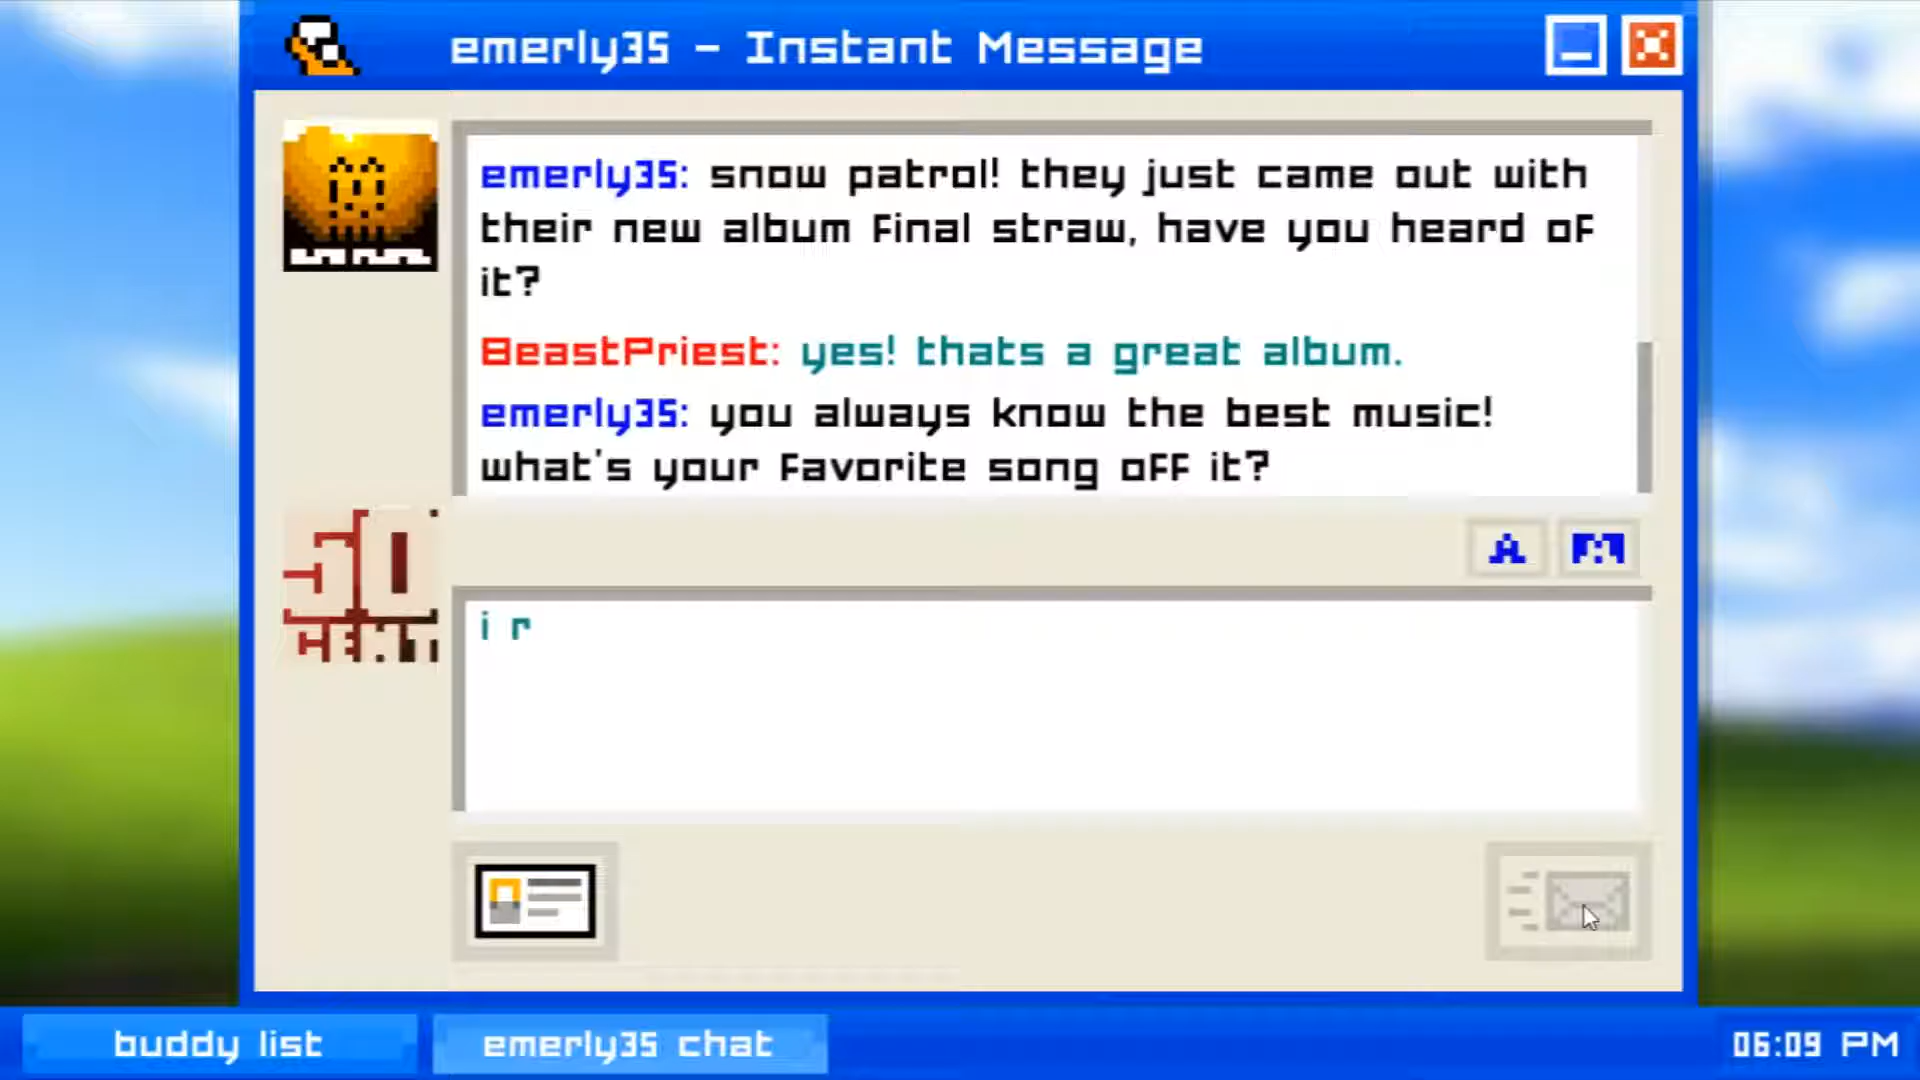 emerly35 - Instant Message
emerly35: snow patrol! they just came out with
their new album final straw, have you heard of
it?
BeastPriest: yes! thats a great album.
emerly35: you always know the best music!
what's your favorite song off it?
A
i r
buddy list
emerly35 chat
06:09 PM